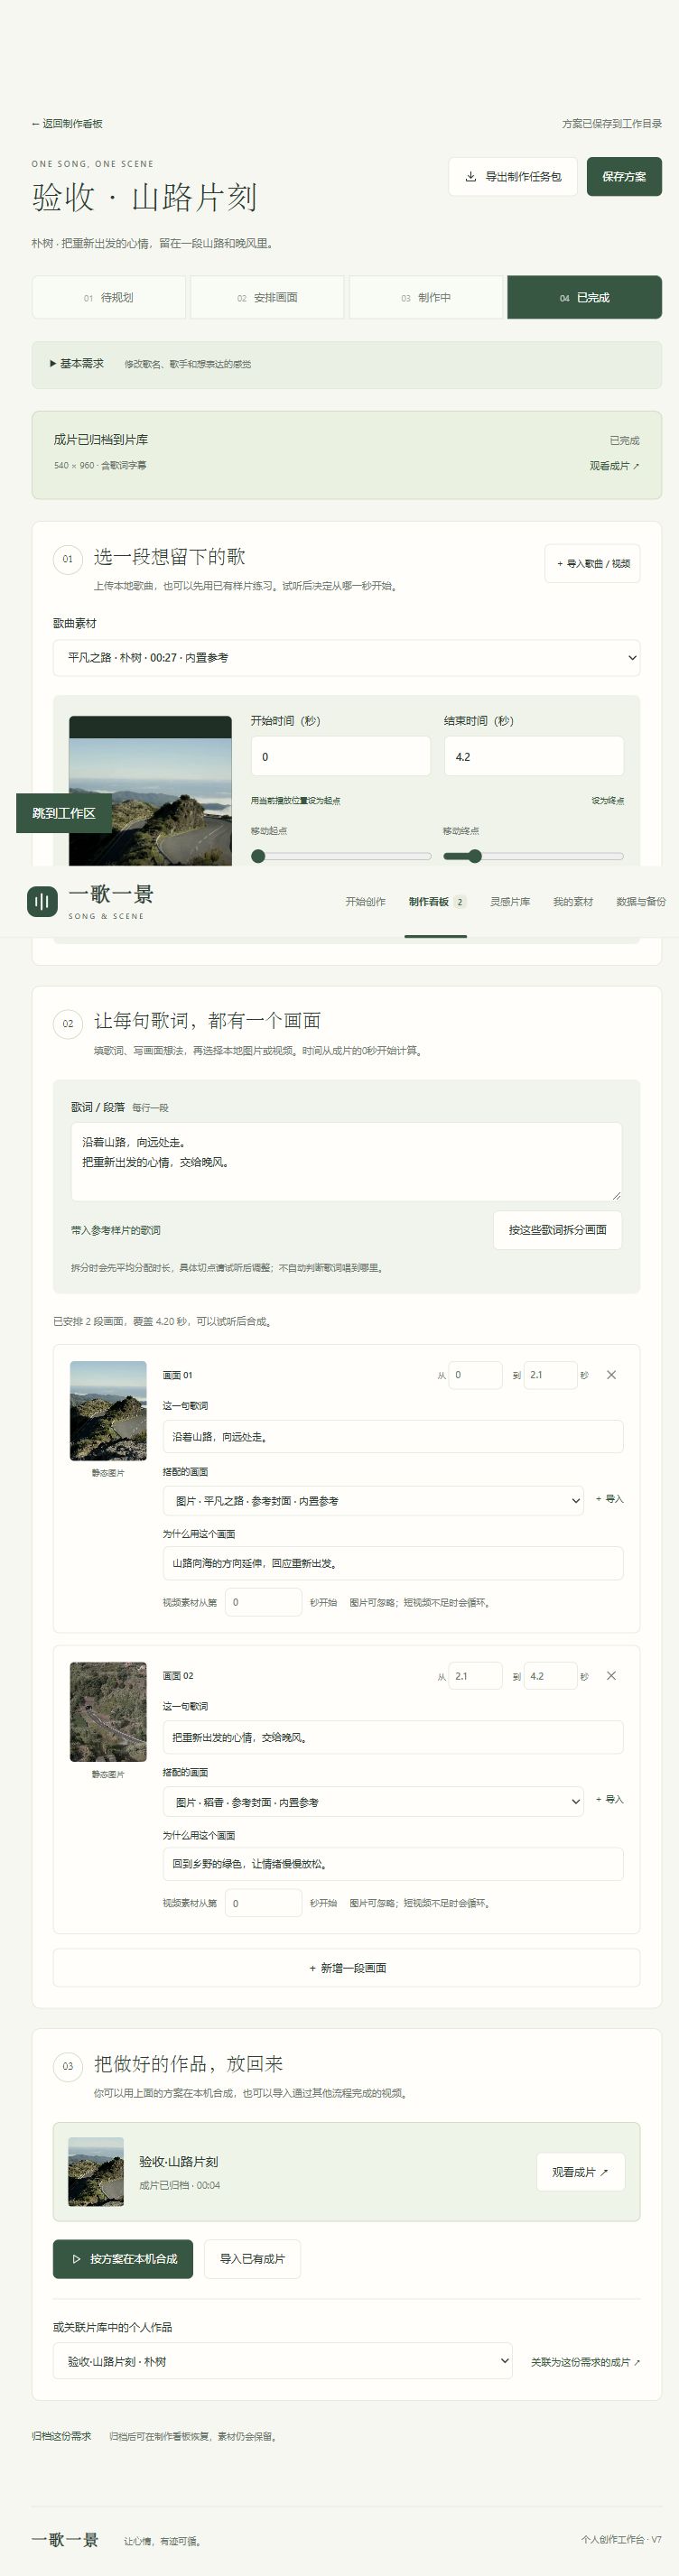 ← 返回制作看板
方案已保存到工作目录
ONE SONG, ONE SCENE
验收 · 山路片刻
导出制作任务包
保存方案
朴树 · 把重新出发的心情，留在一段山路和晚风里。
01 待规划
02 安排画面
03 制作中
04 已完成
▶ 基本需求 修改歌名、歌手和想表达的感觉
成片已归档到片库
已完成
540 × 960 · 含歌词字幕
观看成片 ↗
01 选一段想留下的歌
上传本地歌曲，也可以先用已有样片练习。试听后决定从哪一秒开始。
+ 导入歌曲 / 视频
歌曲素材
平凡之路 · 朴树 · 00:27 · 内置参考
开始时间（秒）
结束时间（秒）
0
4.2
用当前播放位置设为起点
设为终点
移动起点
移动终点
跳到工作区
一歌一景
SONG & SCENE
开始创作
制作看板 2
灵感片库
我的素材
数据与备份
02 让每句歌词，都有一个画面
填歌词、写画面想法，再选择本地图片或视频。时间从成片的0秒开始计算。
歌词 / 段落 每行一段
沿着山路，向远处走。
把重新出发的心情，交给晚风。
带入参考样片的歌词
按这些歌词拆分画面
拆分时会先平均分配时长，具体切点请试听后调整；不自动判断歌词唱到哪里。
已安排 2 段画面，覆盖 4.20 秒，可以试听后合成。
画面 01
从 0 到 2.1 秒 ×
这一句歌词
沿着山路，向远处走。
静态图片
搭配的画面
图片 · 平凡之路 · 参考封面 · 内置参考
+ 导入
为什么用这个画面
山路向海的方向延伸，回应重新出发。
视频素材从第 0 秒开始 图片可忽略；短视频不足时会循环。
画面 02
从 2.1 到 4.2 秒 ×
这一句歌词
把重新出发的心情，交给晚风。
静态图片
搭配的画面
图片 · 稻香 · 参考封面 · 内置参考
+ 导入
为什么用这个画面
回到乡野的绿色，让情绪慢慢放松。
视频素材从第 0 秒开始 图片可忽略；短视频不足时会循环。
+ 新增一段画面
03 把做好的作品，放回来
你可以用上面的方案在本机合成，也可以导入通过其他流程完成的视频。
验收·山路片刻
成片已归档 · 00:04
观看成片 ↗
按方案在本机合成
导入已有成片
或关联片库中的个人作品
验收·山路片刻 · 朴树
关联为这份需求的成片 ↗
归档这份需求 归档后可在制作看板恢复，素材仍会保留。
一歌一景 让心情，有迹可循。
个人创作工作台 · V7